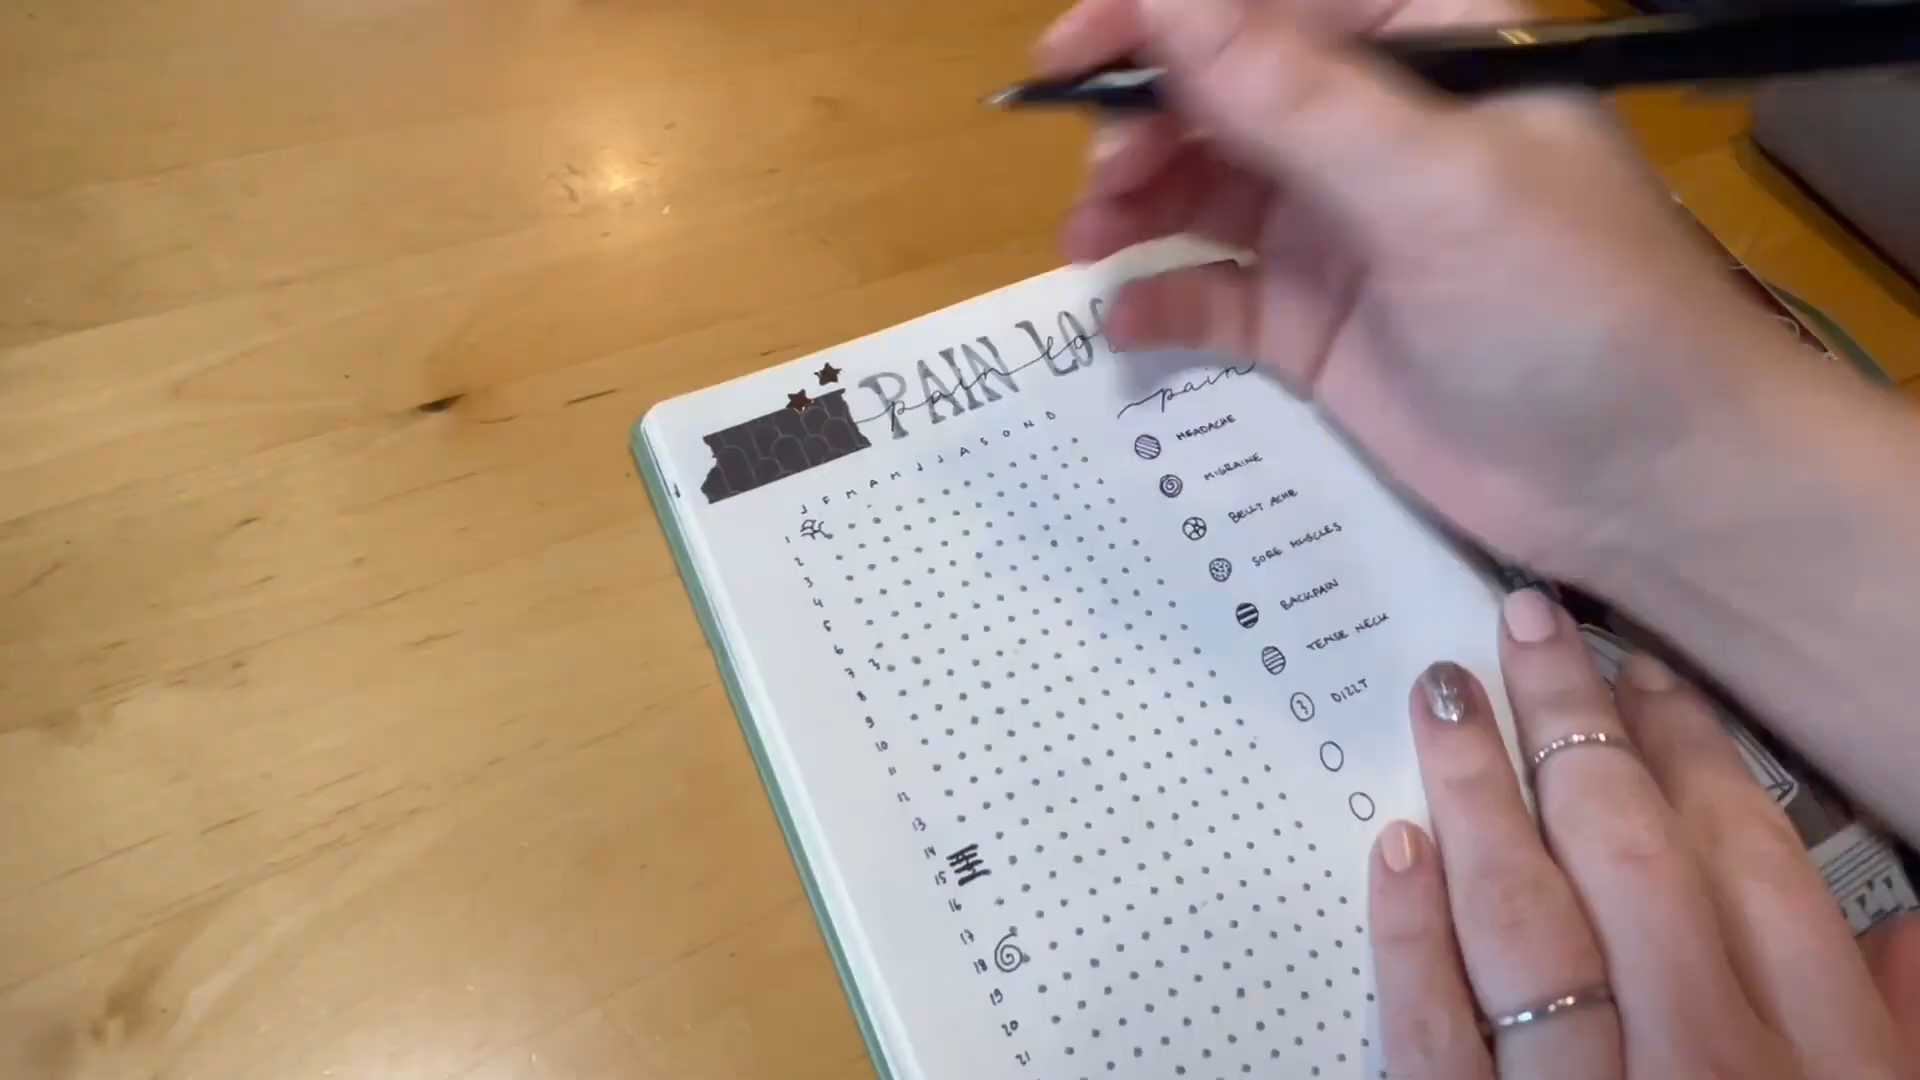 PAIN LOG
pain log
J F M A M J J A S O N D
1
2
3
4
5
6
7
8
9
10
11
12
13
14
15
16
17
18
19
20
21
pain
HEADACHE
MIGRAINE
BELLY ACHE
SORE MUSCLES
BACKPAIN
TENSE NECK
DIZZY